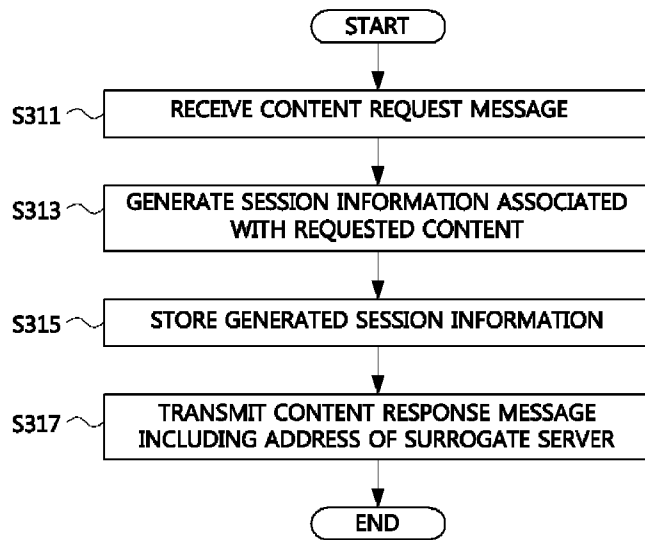 START
S311
RECEIVE CONTENT REQUEST MESSAGE
S313
GENERATE SESSION INFORMATION ASSOCIATED
WITH REQUESTED CONTENT
S315
STORE GENERATED SESSION INFORMATION
S317
TRANSMIT CONTENT RESPONSE MESSAGE
INCLUDING ADDRESS OF SURROGATE SERVER
END